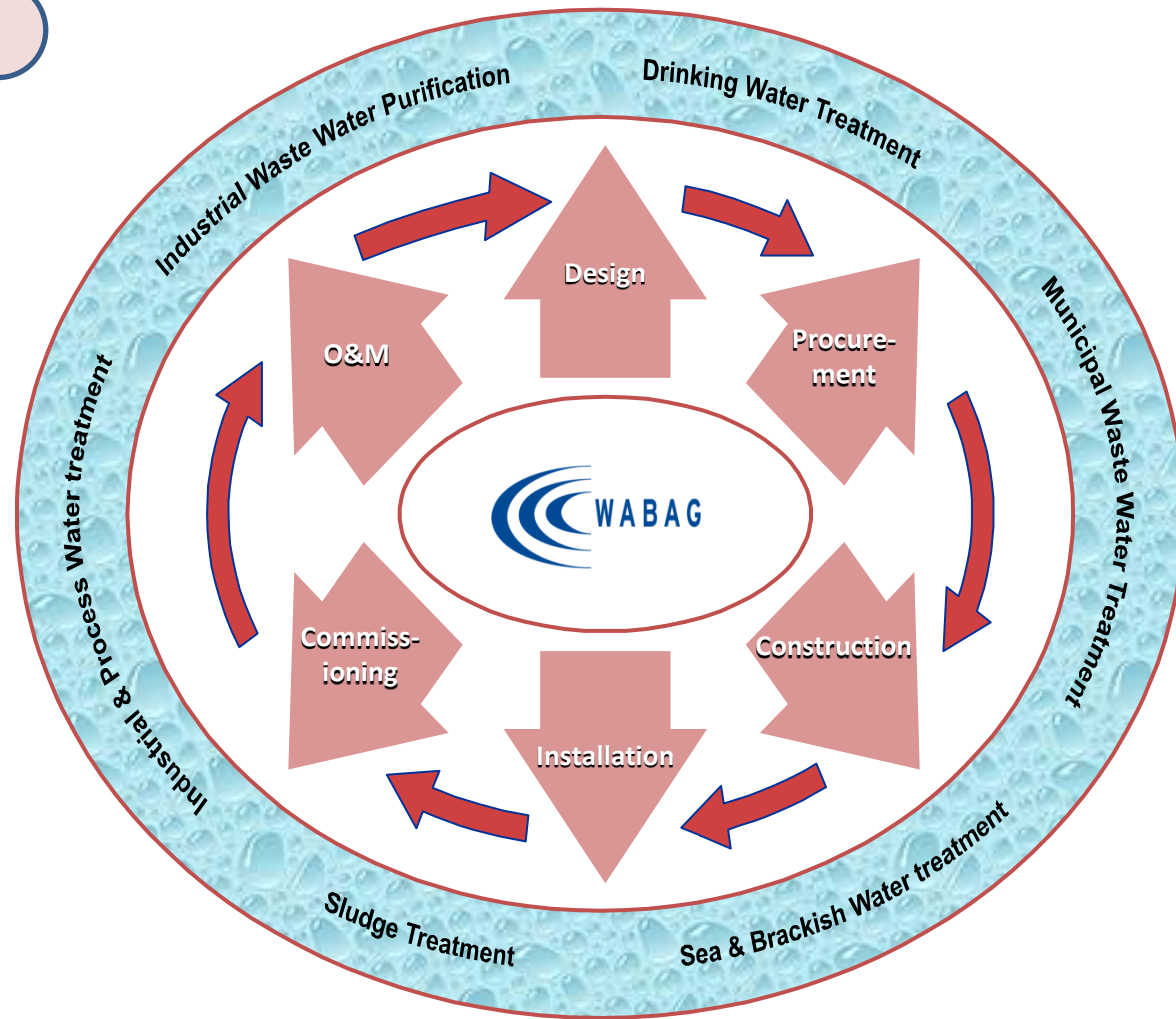 Industrial Waste Water Purification
Drinking Water Treatment
Municipal Waste Water Treatment
Sea & Brackish Water treatment
Sludge Treatment
Industrial & Process Water treatment
Design
Procure-
ment
Construction
Installation
Commiss-
ioning
O&M
WABAG